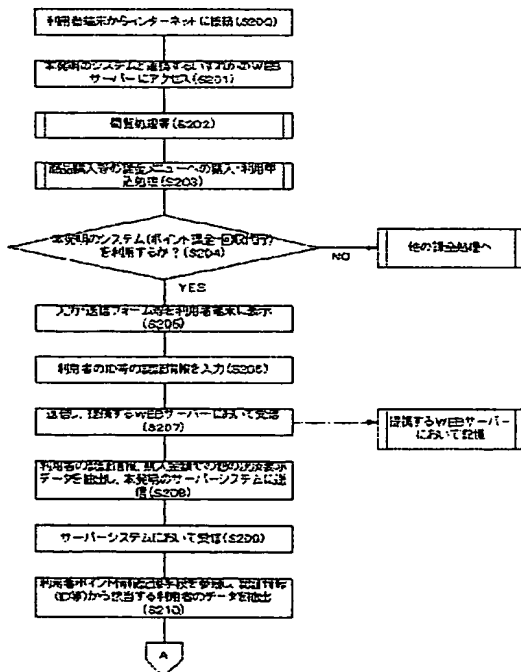 利用者端末からインターネットに接続(S200)
本発明のシステムと連携するいずれかのWEB
サーバーにアクセス(S201)
閲覧処理等(S202)
商品購入等の課金メニューへの購入・利用申
込処理(S203)
本発明のシステム(ポイント課金−回収代行)
を利用するか？(S204)
NO
他の課金処理へ
YES
入力・送信フォーム等を利用者端末に表示
(S205)
利用者のID等の認証情報を入力(S206)
送信し、提携するWEBサーバーにおいて受信
(S207)
提携するWEBサーバー
において記憶
利用者の認証情報、購入金額その他の決済要求
データを抽出し、本発明のサーバーシステムに送
信(S208)
サーバーシステムにおいて受信(S209)
利用者ポイント情報記憶手段を参照し、認証情報
(ID等)から該当する利用者のデータを抽出
(S210)
A